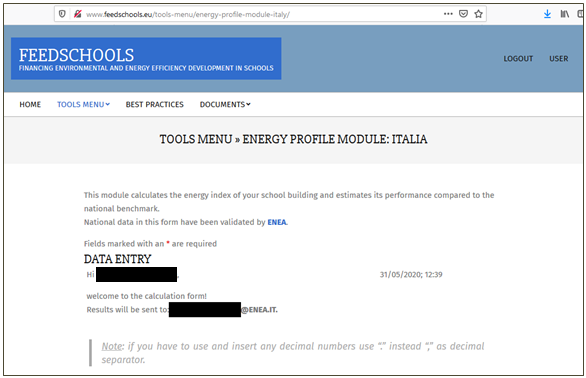 www.feedschools.eu/tools-menu/energy-profile-module-italy/
FEEDSCHOOLS
FINANCING ENVIRONMENTAL AND ENERGY EFFICIENCY DEVELOPMENT IN SCHOOLS
LOGOUT USER
HOME TOOLS MENU BEST PRACTICES DOCUMENTS
TOOLS MENU » ENERGY PROFILE MODULE: ITALIA
This module calculates the energy index of your school building and estimates its performance compared to the
national benchmark.
National data in this form have been validated by ENEA.
Fields marked with an * are required
DATA ENTRY
Hi , 31/05/2020; 12:39
welcome to the calculation form!
Results will be sent to: @ENEA.IT.
Note: if you have to use and insert any decimal numbers use “.” instead “,” as decimal
separator.